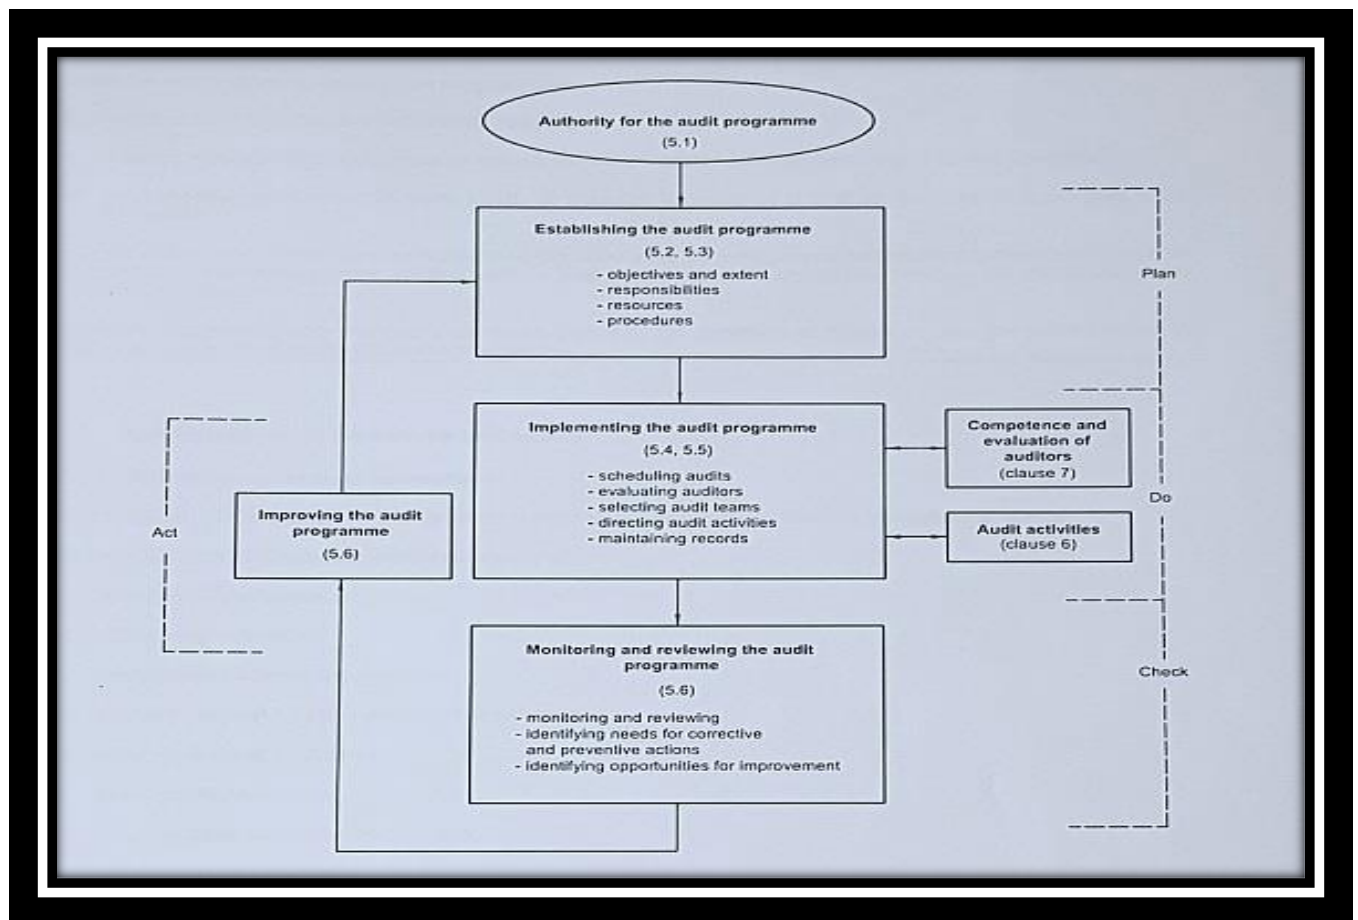 Authority for the audit programme
(5.1)
Establishing the audit programme
(5.2, 5.3)
- objectives and extent
- responsibilities
- resources
- procedures
Plan
Implementing the audit programme
(5.4, 5.5)
- scheduling audits
- evaluating auditors
- selecting audit teams
- directing audit activities
- maintaining records
Competence and
evaluation of
auditors
(clause 7)
Audit activities
(clause 6)
Do
Act
Improving the audit
programme
(5.6)
Monitoring and reviewing the audit
programme
(5.6)
- monitoring and reviewing
- identifying needs for corrective
and preventive actions
- identifying opportunities for improvement
Check